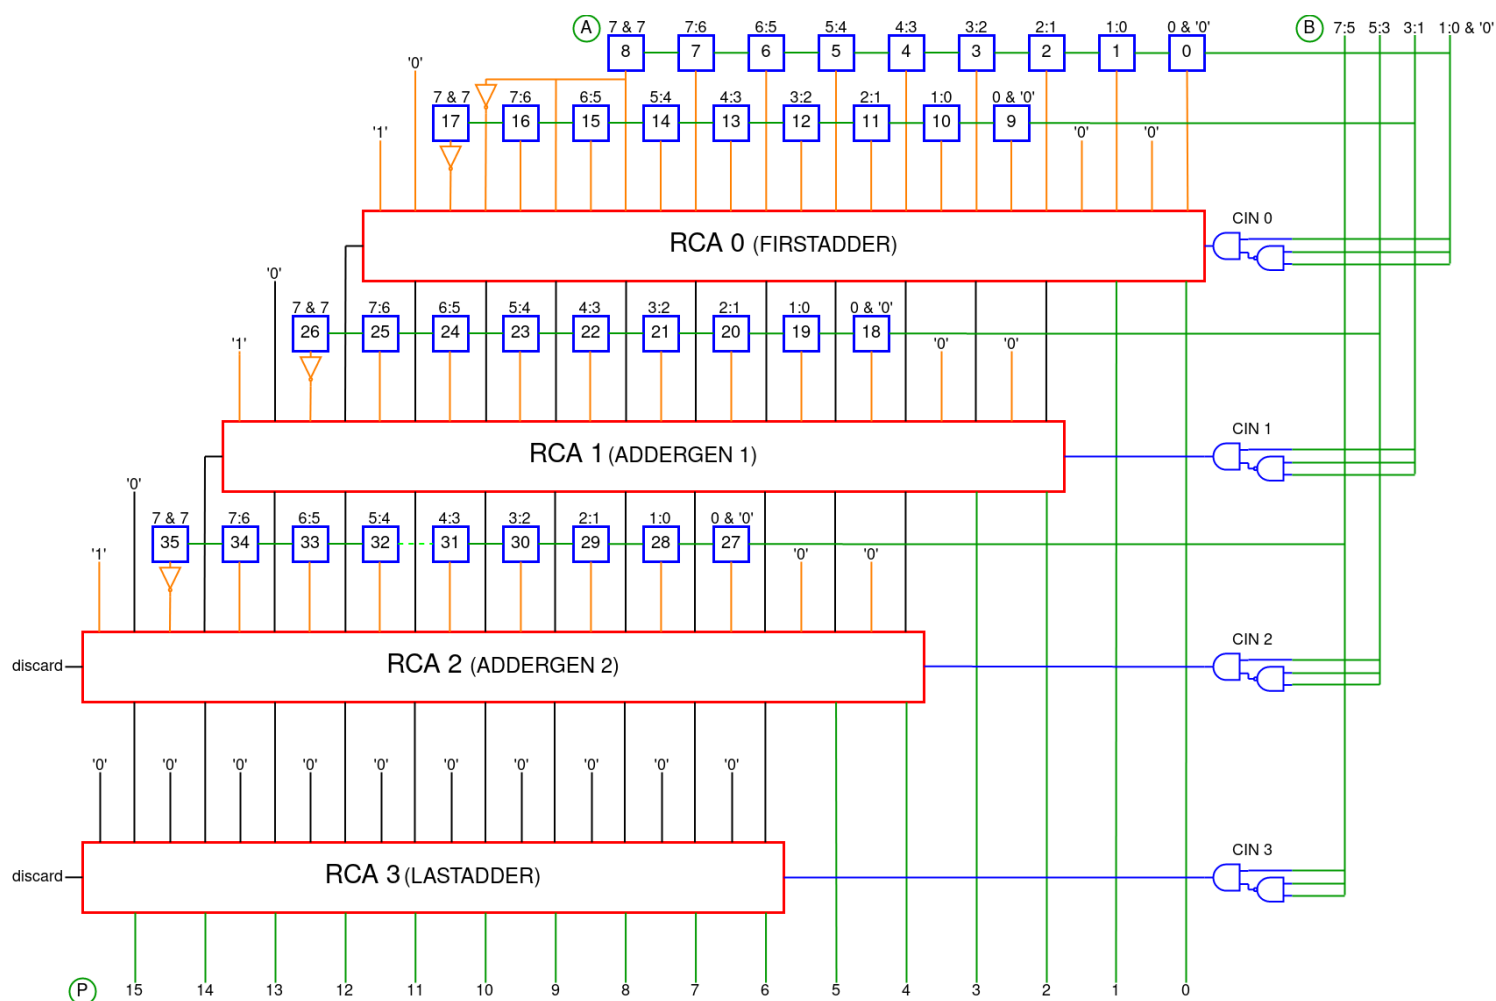 A 7 & 7 7:6 6:5 5:4 4:3 3:2 2:1 1:0 0 & '0' B 7:5 5:3 3:1 1:0 & '0'
8 7 6 5 4 3 2 1 0
'0'
7 & 7 7:6 6:5 5:4 4:3 3:2 2:1 1:0 0 & '0'
17 16 15 14 13 12 11 10 9
'1' '0' '0'
CIN 0
RCA 0 (FIRSTADDER)
'0'
7 & 7 7:6 6:5 5:4 4:3 3:2 2:1 1:0 0 & '0'
26 25 24 23 22 21 20 19 18
'1' '0' '0'
CIN 1
RCA 1 (ADDERGEN 1)
'0'
7 & 7 7:6 6:5 5:4 4:3 3:2 2:1 1:0 0 & '0'
35 34 33 32 31 30 29 28 27
'1' '0' '0'
CIN 2
discard RCA 2 (ADDERGEN 2)
'0' '0' '0' '0' '0' '0' '0' '0' '0' '0'
CIN 3
discard RCA 3 (LASTADDER)
P 15 14 13 12 11 10 9 8 7 6 5 4 3 2 1 0